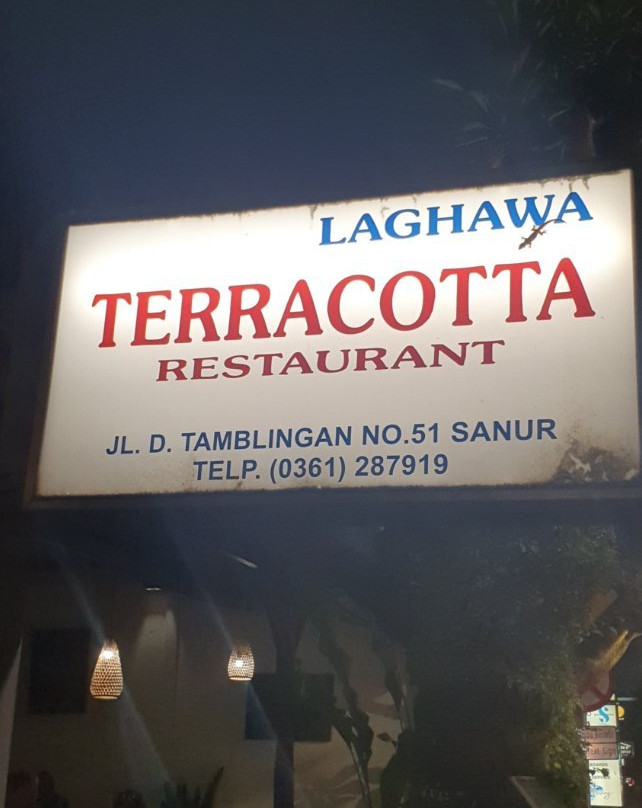 LAGHAWA
TERRACOTTA
RESTAURANT
JL. D. TAMBLINGAN NO.51 SANUR
TELP. (0361) 287919